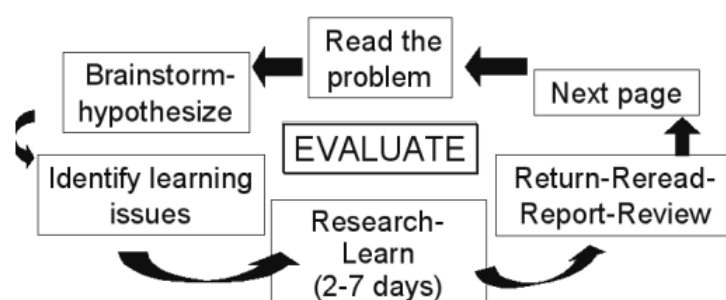 Read the
problem
Brainstorm-
hypothesize
Next page
EVALUATE
Identify learning
issues
Return-Reread-
Report-Review
Research-
Learn
(2-7 days)